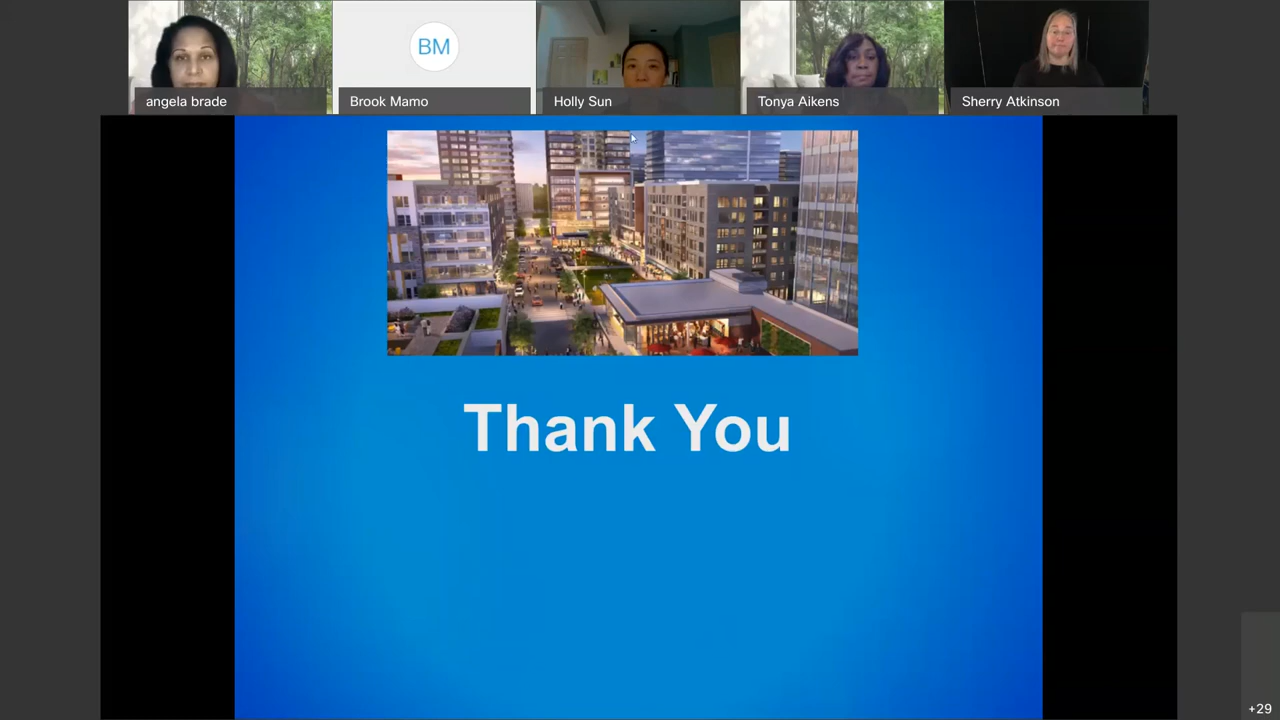 BM
angela brade
Brook Mamo
Holly Sun
Tonya Aikens
Sherry Atkinson
Thank You
+29